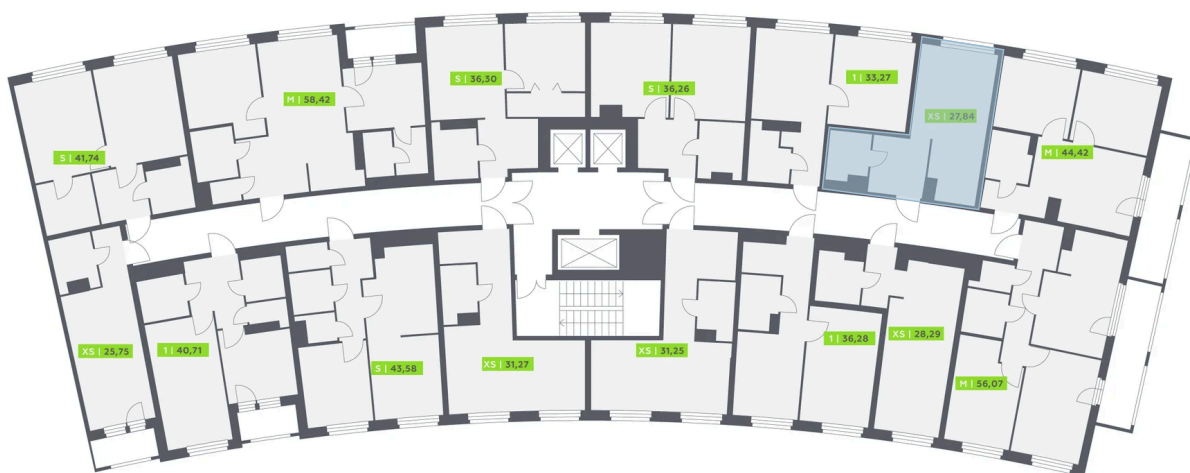 S | 36,30
S | 36,26
1 | 33,27
M | 58,42
XS | 27,84
S | 41,74
M | 44,42
XS | 25,75
1 | 40,71
S | 43,58
XS | 31,27
XS | 31,25
1 | 36,28
XS | 28,29
M | 56,07